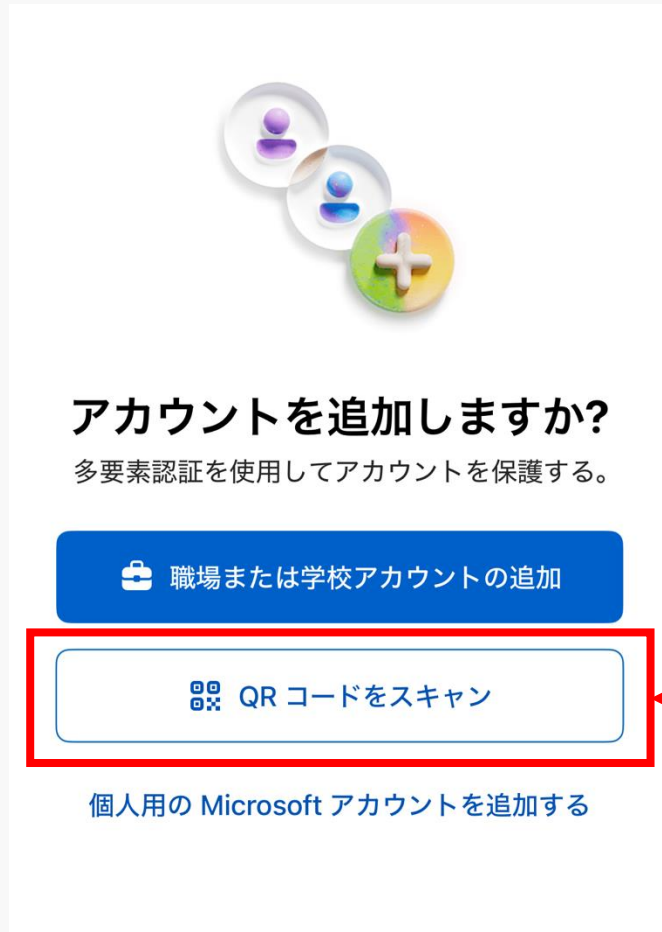 アカウントを追加しますか?
多要素認証を使用してアカウントを保護する。
職場または学校アカウントの追加
QR コードをスキャン
個人用の Microsoft アカウントを追加する